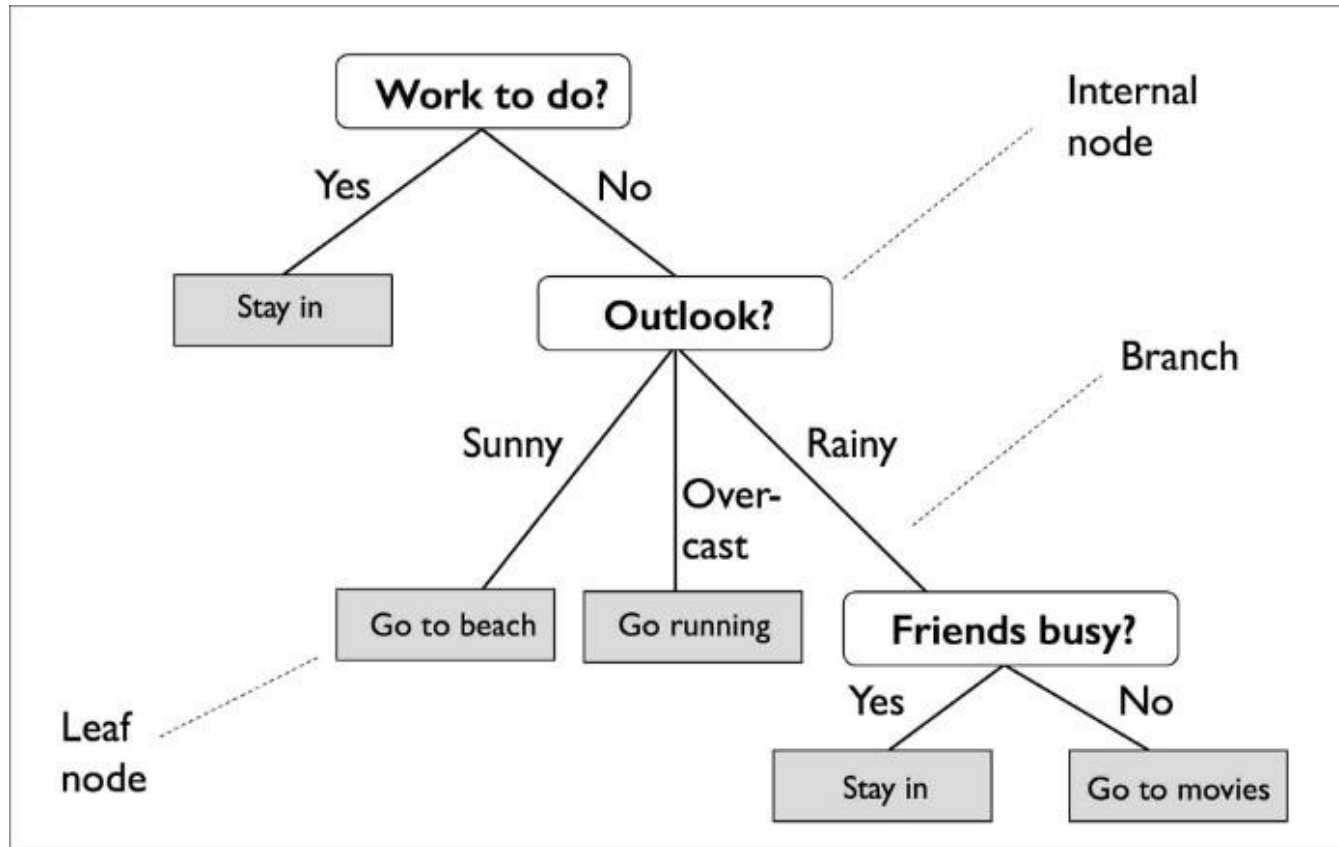 Work to do?
Internal
node
Yes
No
Stay in
Outlook?
Branch
Sunny
Rainy
Over-
cast
Go to beach
Go running
Friends busy?
Yes
No
Leaf
node
Stay in
Go to movies